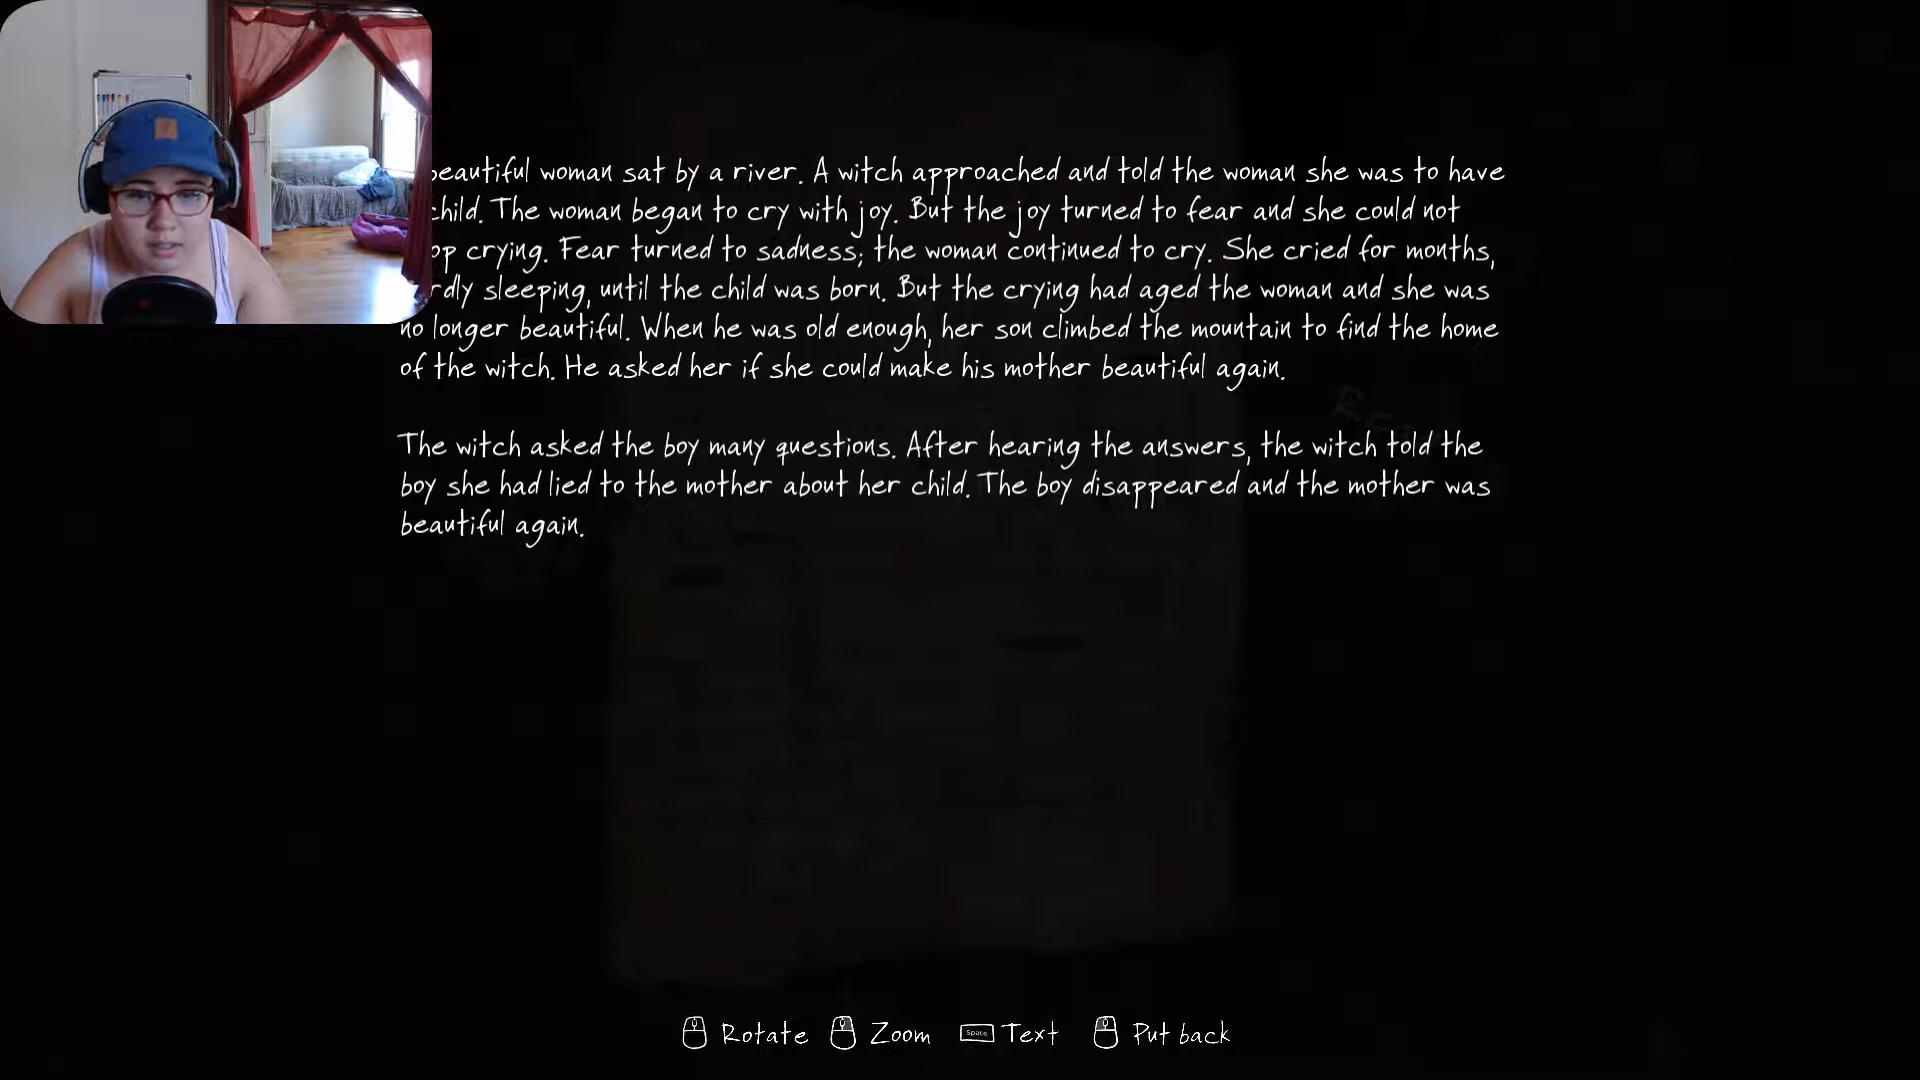 beautiful woman sat by a river. A witch approached and told the woman she was to have
child. The woman began to cry with joy. But the joy turned to fear and she could not
crying. Fear turned to sadness; the woman continued to cry. She cried for months,
sleeping, until the child was born. But the crying had aged the woman and she was
no longer beautiful. When he was old enough, her son climbed the mountain to find the home
of the witch. He asked her if she could make his mother beautiful again.
The witch asked the boy many questions. After hearing the answers, the witch told the
boy she had lied to the mother about her child. The boy disappeared and the mother was
beautiful again.
Rotate Zoom Space Text Put back